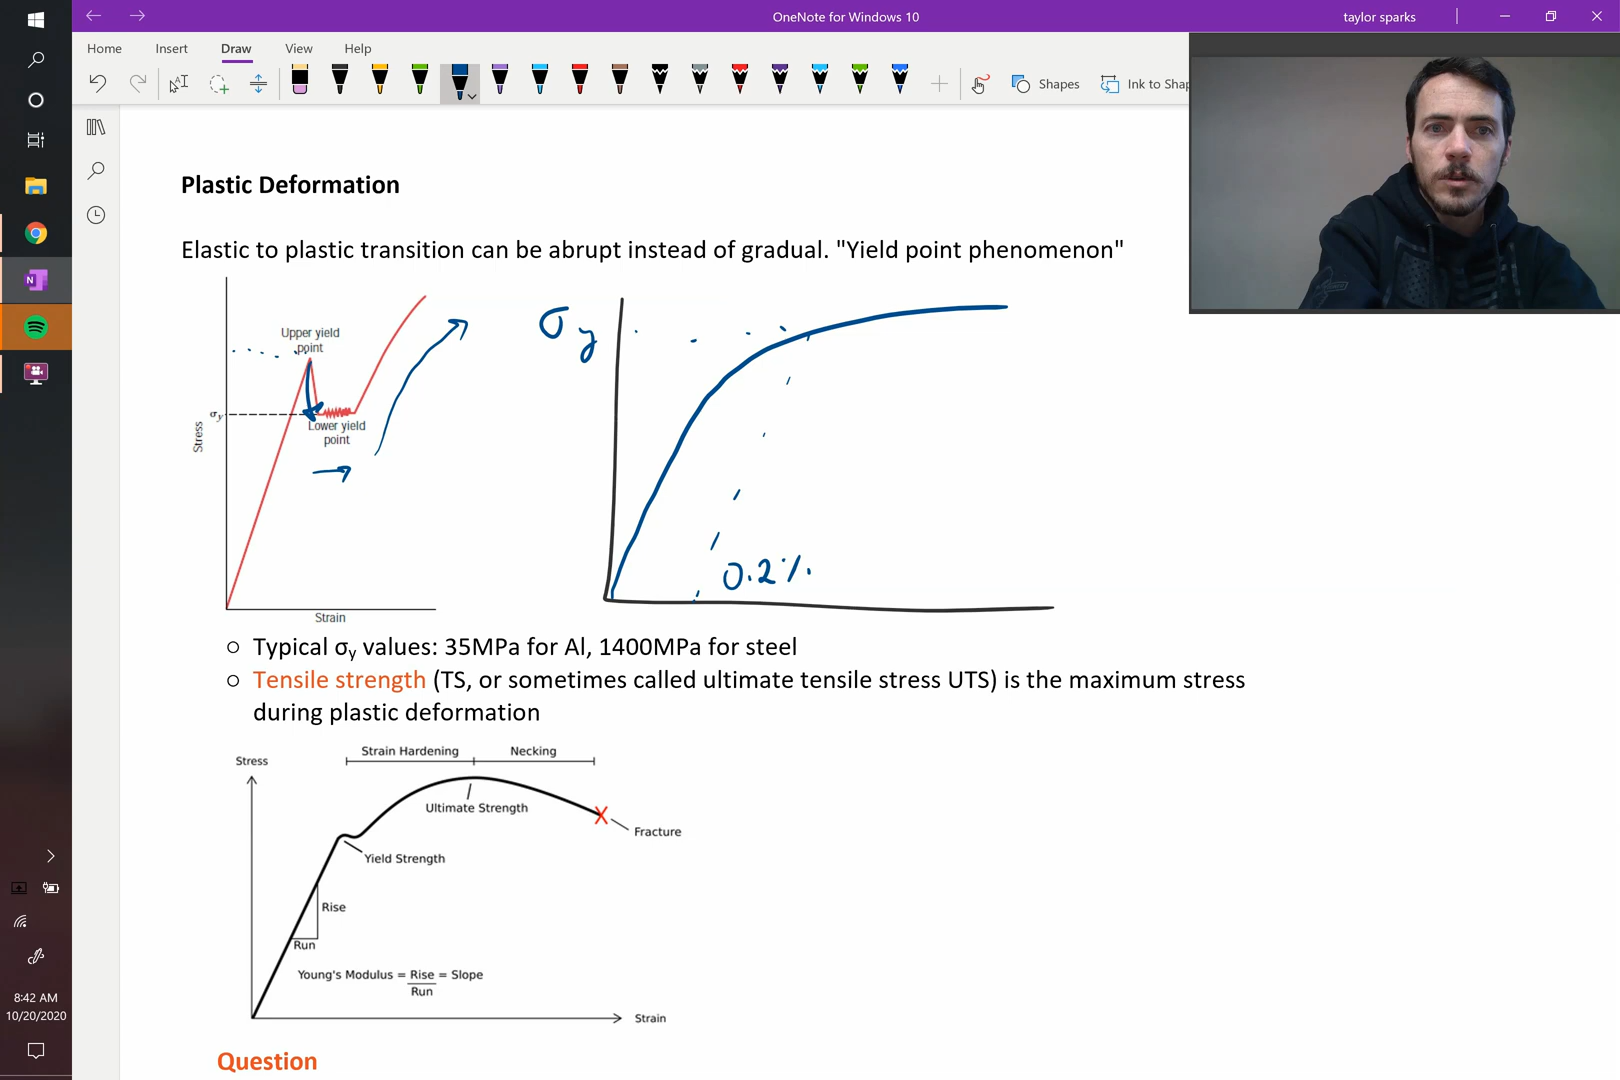 OneNote for Windows 10
taylor sparks
Home Insert Draw View Help
Shapes
Ink to Shap
Plastic Deformation
Elastic to plastic transition can be abrupt instead of gradual. "Yield point phenomenon"
Upper yield
point
σy
Lower yield
point
Stress
Strain
σy
0.2%
○ Typical σy values: 35MPa for Al, 1400MPa for steel
○ Tensile strength (TS, or sometimes called ultimate tensile stress UTS) is the maximum stress
during plastic deformation
Strain Hardening Necking
Stress
Ultimate Strength
Fracture
Yield Strength
Rise
Run
Young's Modulus = Rise = Slope
Run
Strain
Question
8:42 AM
10/20/2020